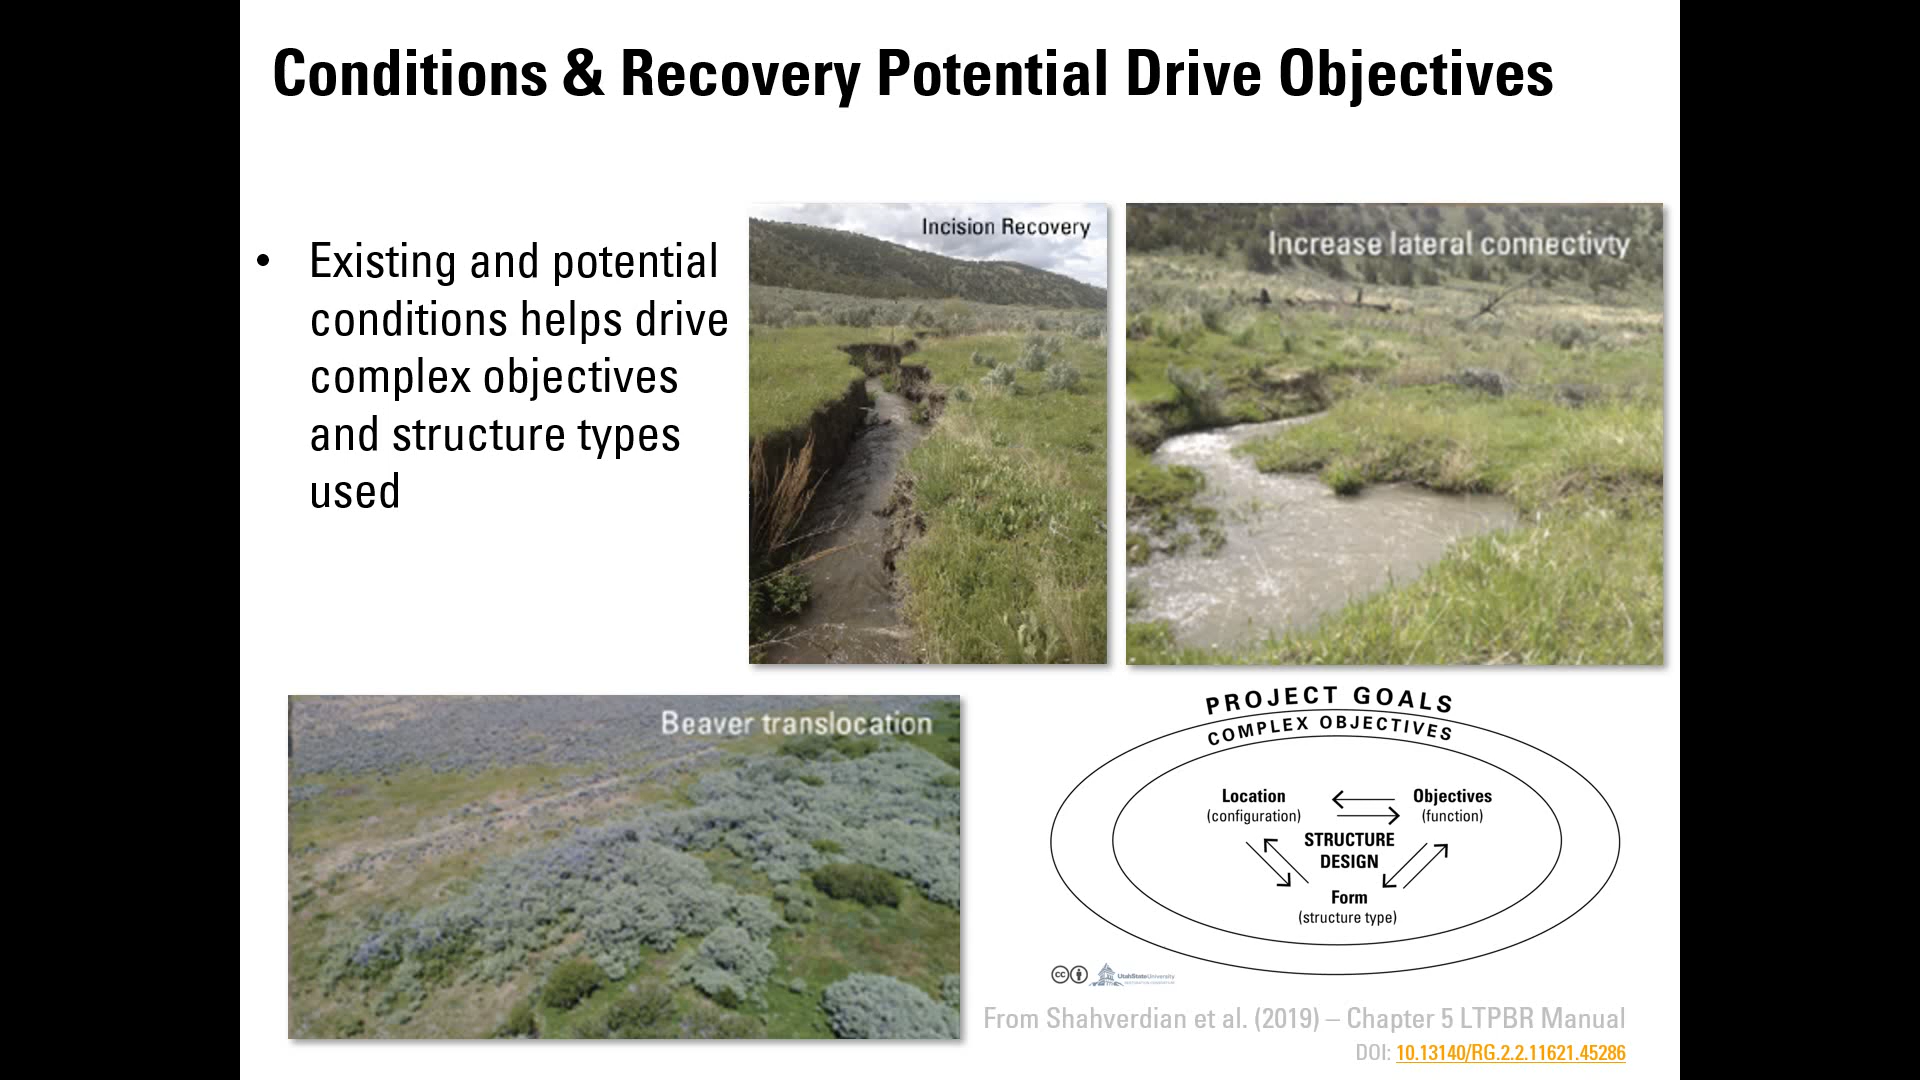 Conditions & Recovery Potential Drive Objectives
• Existing and potential
conditions helps drive
complex objectives
and structure types
used
Incision Recovery
Increase lateral connectivty
Beaver translocation
PROJECT GOALS
COMPLEX OBJECTIVES
Location
(configuration)
Objectives
(function)
STRUCTURE
DESIGN
Form
(structure type)
cc
UtahStateUniversity
From Shahverdian et al. (2019) – Chapter 5 LTPBR Manual
DOI: 10.13140/RG.2.2.11621.45286